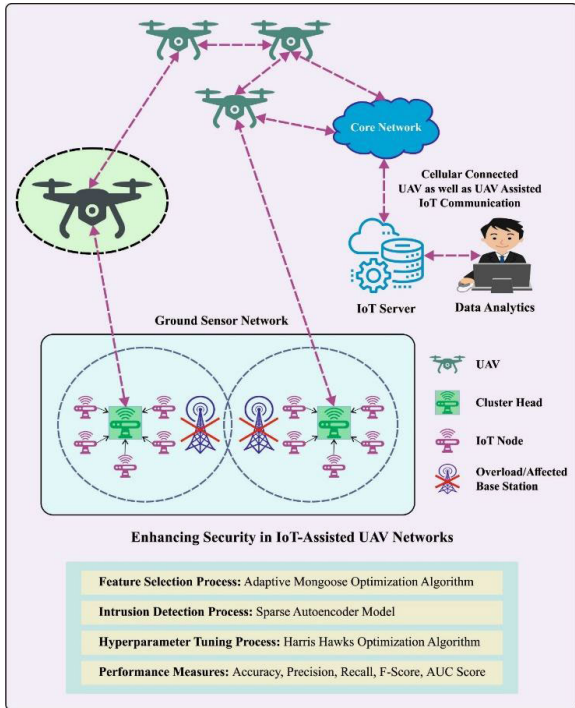 Core Network
Cellular Connected
UAV as well as UAV Assisted
IoT Communication
IoT Server
Data Analytics
Ground Sensor Network
UAV
Cluster Head
IoT Node
Overload/Affected
Base Station
Enhancing Security in IoT-Assisted UAV Networks
Feature Selection Process: Adaptive Mongoose Optimization Algorithm
Intrusion Detection Process: Sparse Autoencoder Model
Hyperparameter Tuning Process: Harris Hawks Optimization Algorithm
Performance Measures: Accuracy, Precision, Recall, F-Score, AUC Score